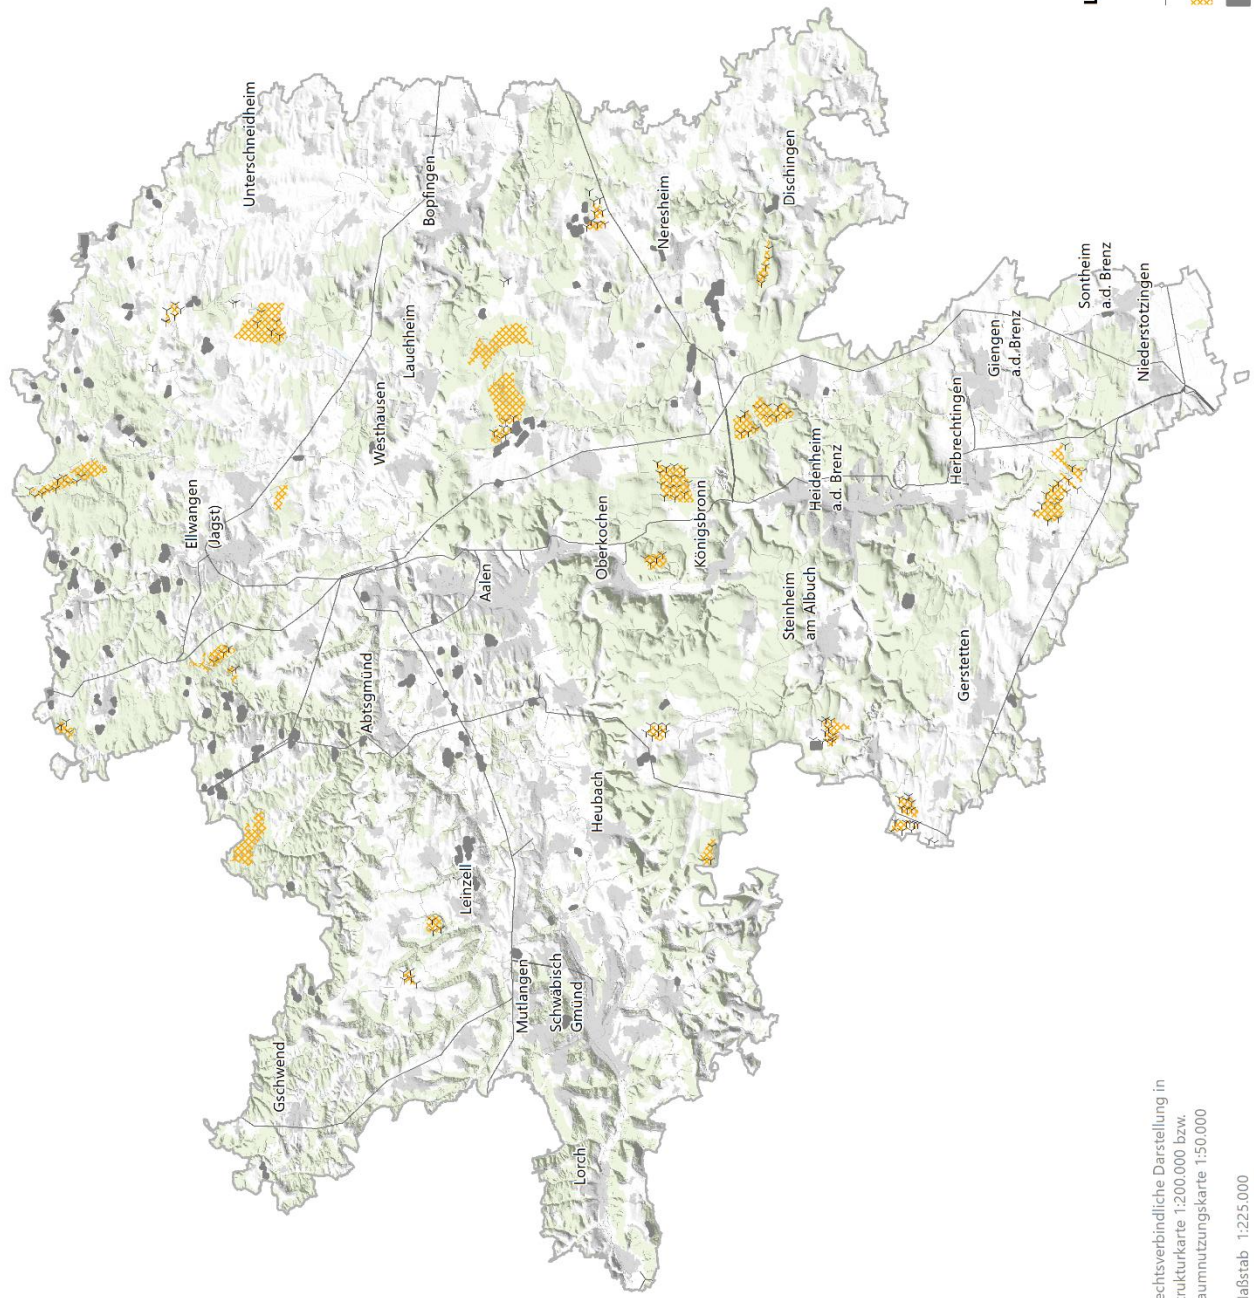 Unterschneidheim
Ellwangen
(Jagst)
Bopfingen
Lauchheim
Westhausen
Neresheim
Dischingen
Gschwend
Abtsgmünd
Aalen
Oberkochen
Königsbronn
Leinzell
Heubach
Mutlangen
Schwäbisch
Gmünd
Lorch
Steinheim
am Albuch
Heidenheim
a.d. Brenz
Gerstetten
Herbrechtingen
Giengen
a.d. Brenz
Sontheim
a.d. Brenz
Niederstotzingen
echtsverbindliche Darstellung in
trukturkarte 1:200.000 bzw.
aumnutzungskarte 1:50.000
laßstab 1:225.000